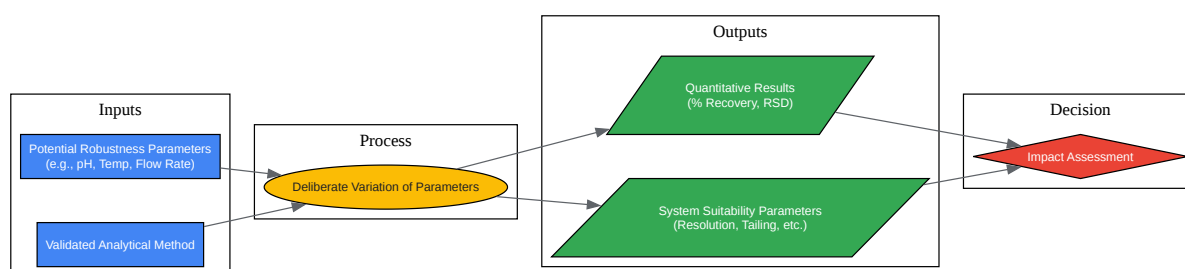 Inputs
Potential Robustness Parameters
(e.g., pH, Temp, Flow Rate)
Validated Analytical Method
Process
Deliberate Variation of Parameters
Outputs
Quantitative Results
(% Recovery, RSD)
System Suitability Parameters
(Resolution, Tailing, etc.)
Decision
Impact Assessment